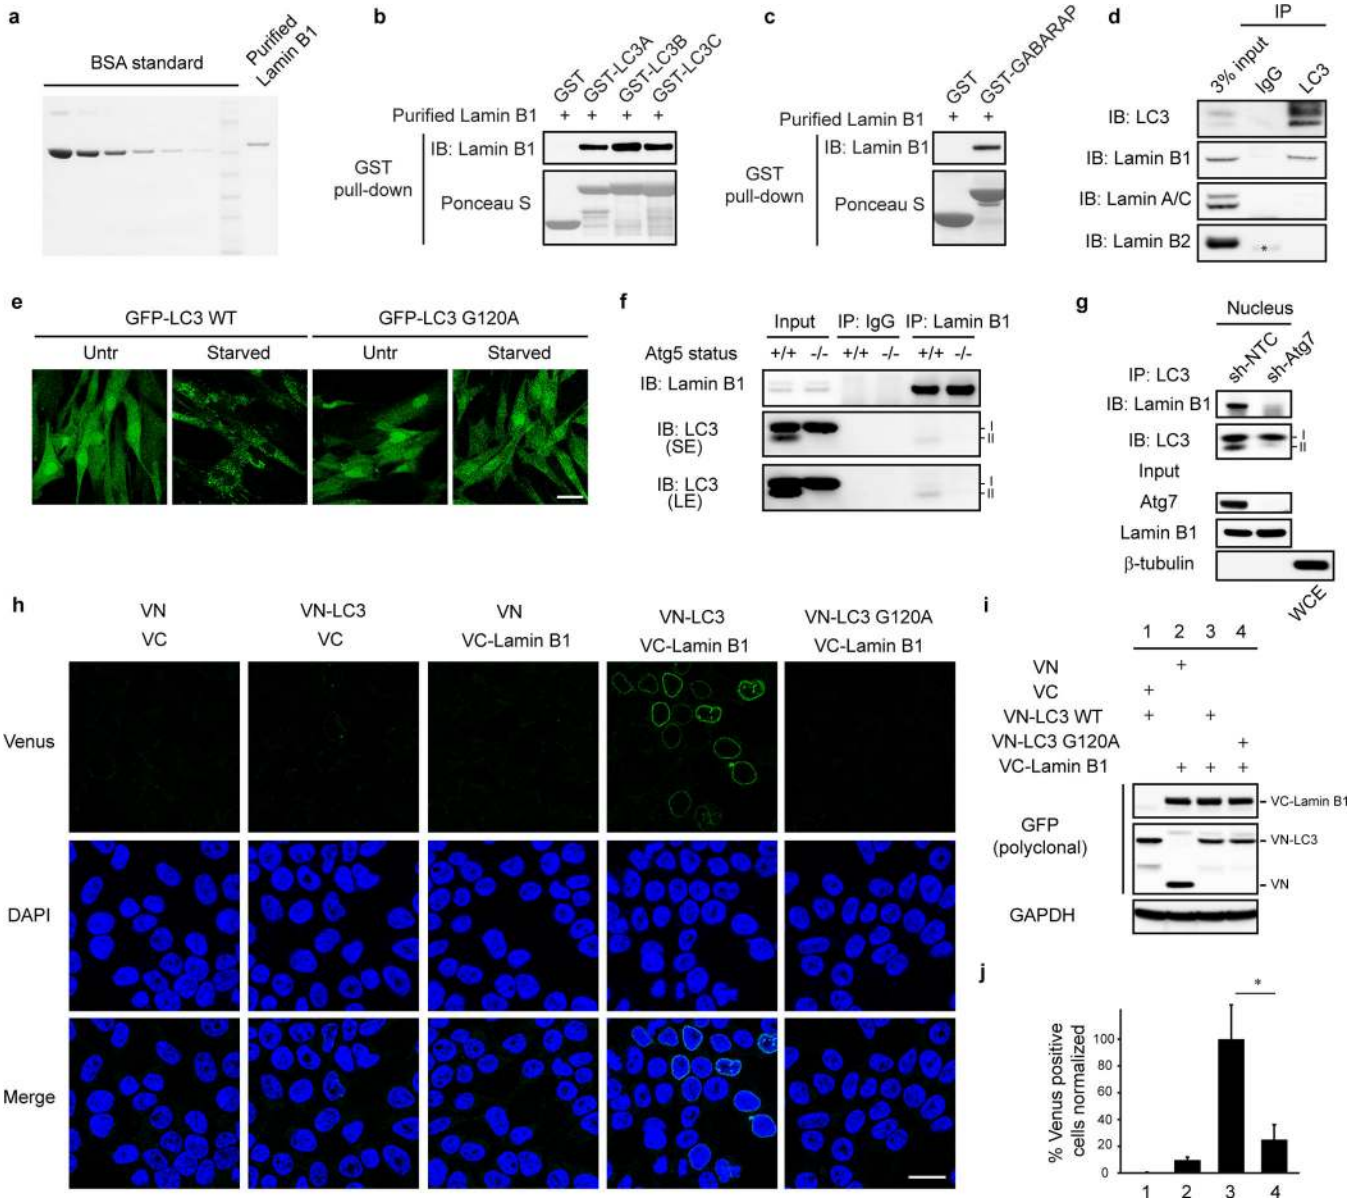 a
BSA standard
Purified
Lamin B1
b
GST
GST-LC3A
GST-LC3B
GST-LC3C
Purified Lamin B1 + + + +
GST
pull-down
IB: Lamin B1
Ponceau S
c
GST
GST-GABARAP
Purified Lamin B1
+ +
GST
pull-down
IB: Lamin B1
Ponceau S
d
IP
3% input
IgG
LC3
IB: LC3
IB: Lamin B1
IB: Lamin A/C
IB: Lamin B2
*
e
GFP-LC3 WT
GFP-LC3 G120A
Untr
Starved
Untr
Starved
f
Input
IP: IgG
IP: Lamin B1
Atg5 status
+/+ -/- +/+ -/- +/+ -/-
IB: Lamin B1
IB: LC3
(SE)
I
II
IB: LC3
(LE)
I
II
g
Nucleus
sh-NTC
sh-Atg7
IP: LC3
IB: Lamin B1
IB: LC3
I
II
Input
Atg7
Lamin B1
β-tubulin
WCE
h
VN
VC
VN-LC3
VC
VN
VC-Lamin B1
VN-LC3
VC-Lamin B1
VN-LC3 G120A
VC-Lamin B1
Venus
DAPI
Merge
i
1 2 3 4
VN +
VC +
VN-LC3 WT + +
VN-LC3 G120A +
VC-Lamin B1 + + +
GFP
(polyclonal)
VC-Lamin B1
VN-LC3
VN
GAPDH
j
*
% Venus positive
cells normalized
100
80
60
40
20
0
1 2 3 4